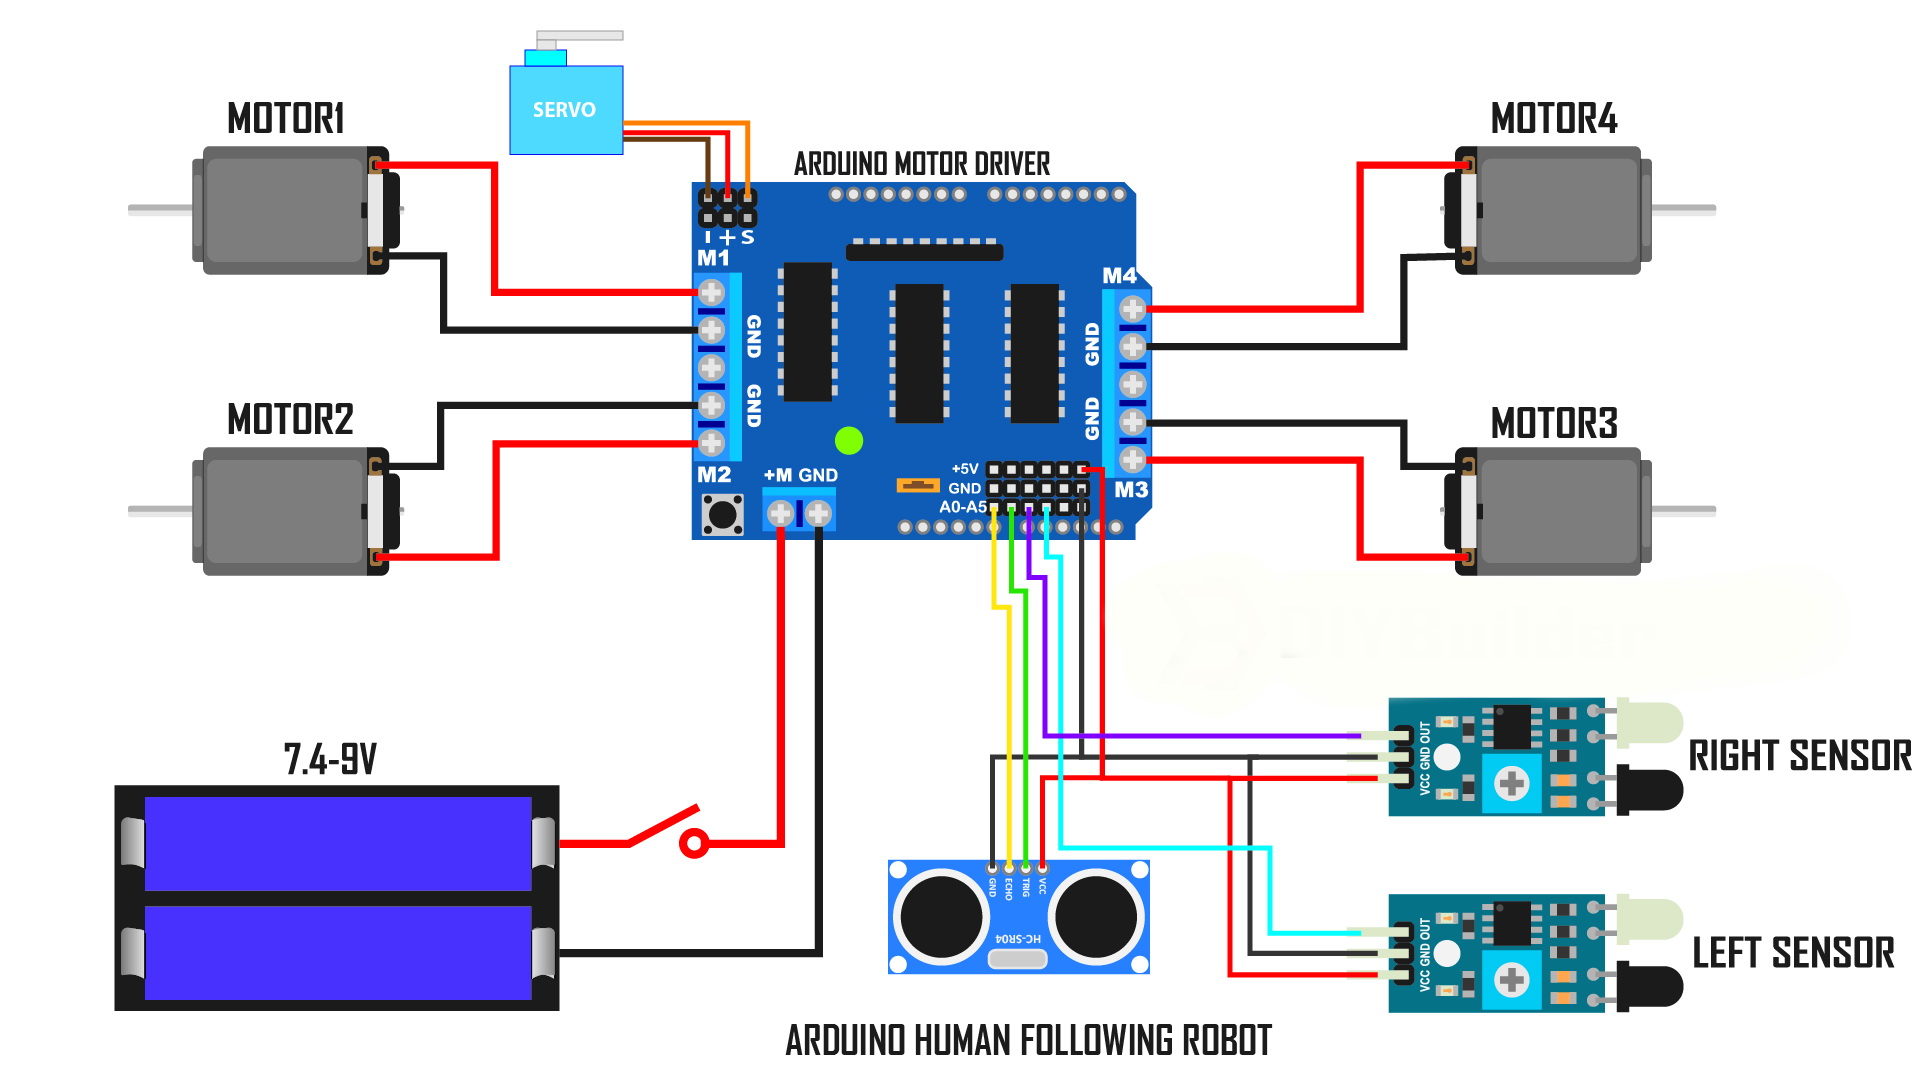 MOTOR1
SERVO
MOTOR4
ARDUINO MOTOR DRIVER
- + S
M1
M4
GND
GND
GND
GND
MOTOR2
MOTOR3
M2
+M GND
+5V
GND
A0-A5
M3
7.4-9V
VCC GND OUT
RIGHT SENSOR
GND
ECHO
TRIG
VCC
HC-SR04
VCC GND OUT
LEFT SENSOR
ARDUINO HUMAN FOLLOWING ROBOT